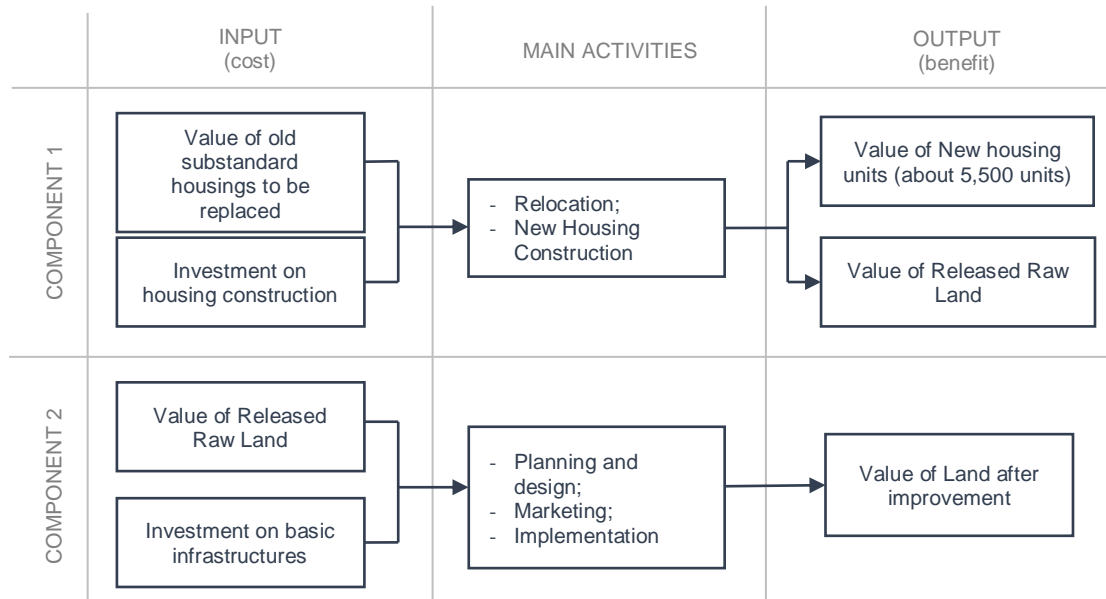 INPUT
(cost)
MAIN ACTIVITIES
OUTPUT
(benefit)
COMPONENT 1
Value of old
substandard
housings to be
replaced
Investment on
housing construction
- Relocation;
- New Housing
Construction
Value of New housing
units (about 5,500 units)
Value of Released Raw
Land
COMPONENT 2
Value of Released
Raw Land
Investment on basic
infrastructures
- Planning and
design;
- Marketing;
- Implementation
Value of Land after
improvement